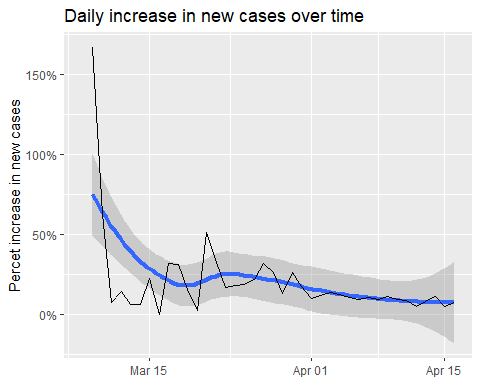 Daily increase in new cases over time
Percet increase in new cases
150%
100%
50%
0%
Mar 15
Apr 01
Apr 15